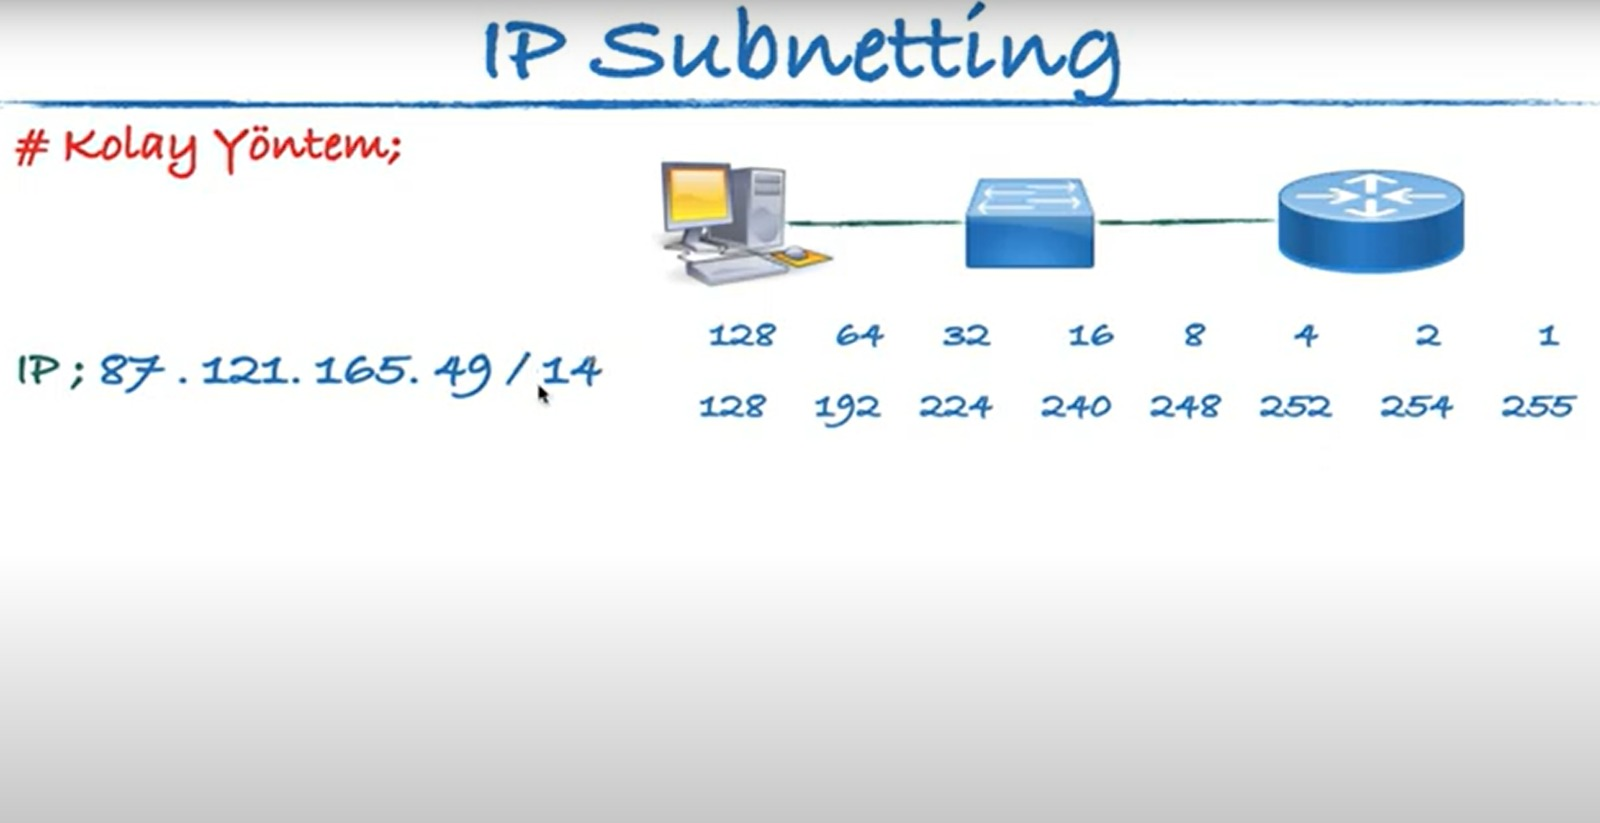 IP Subnetting
# Kolay Yöntem;
IP ; 87 . 121. 165. 49 / 14
128 64 32 16 8 4 2 1
128 192 224 240 248 252 254 255